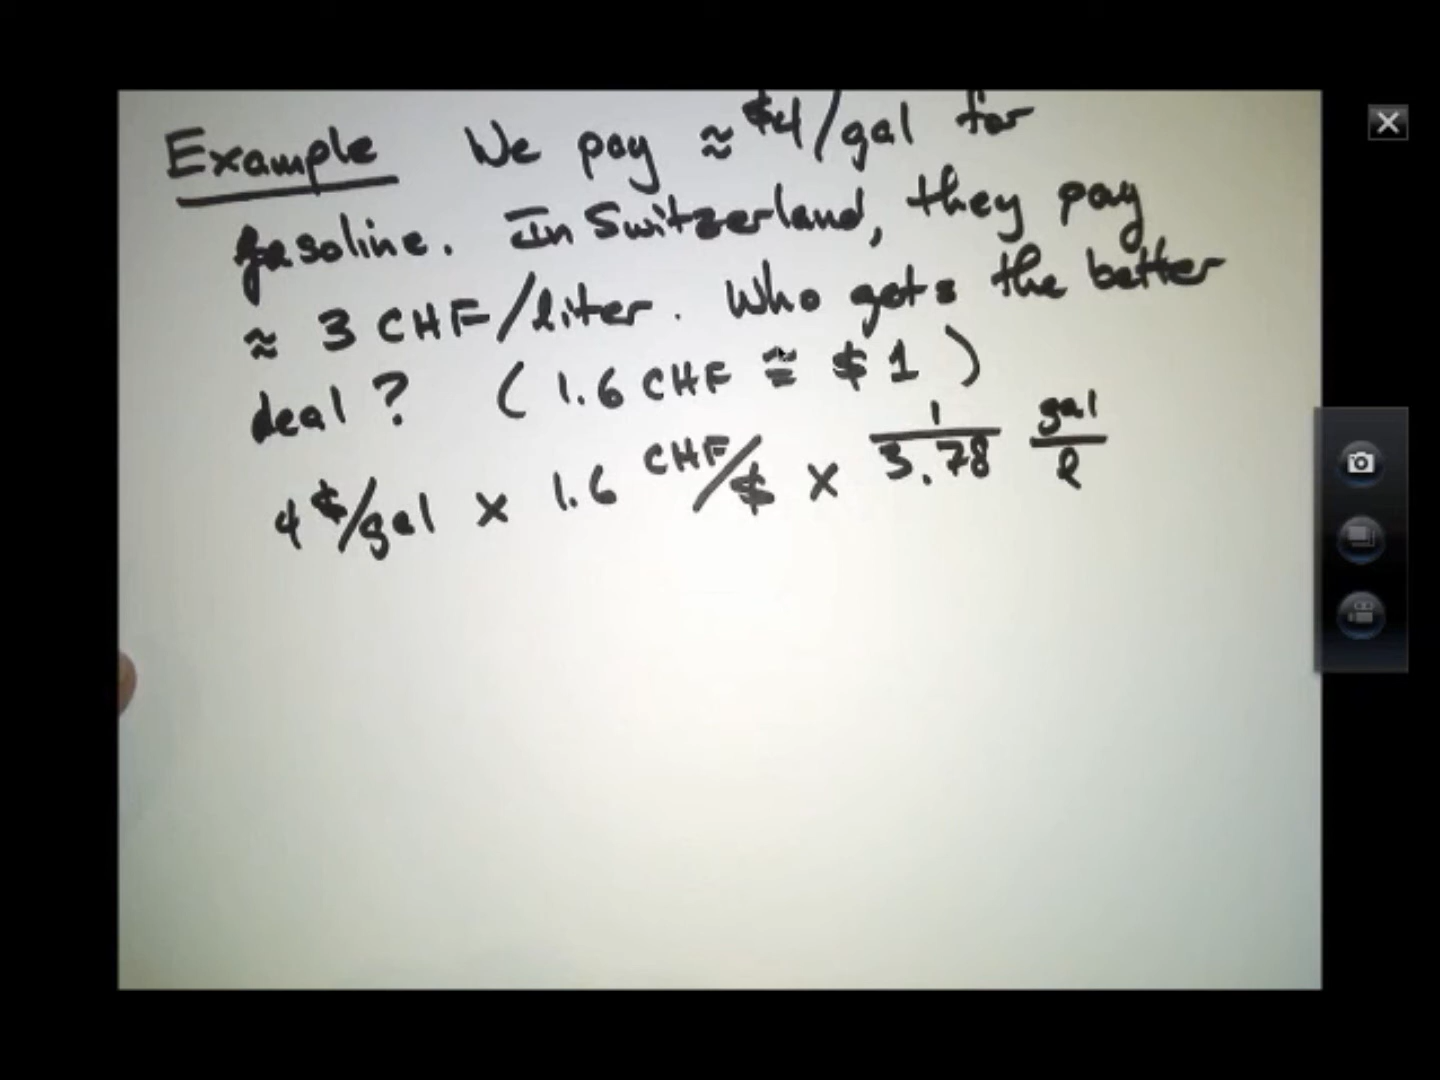 Example We pay ≈ $4/gal for
gasoline. In Switzerland, they pay
≈ 3 CHF/liter. Who gets the better
deal? (1.6 CHF ≅ $1)
4 $/gal x 1.6 CHF/$ x 1/3.78 gal/l